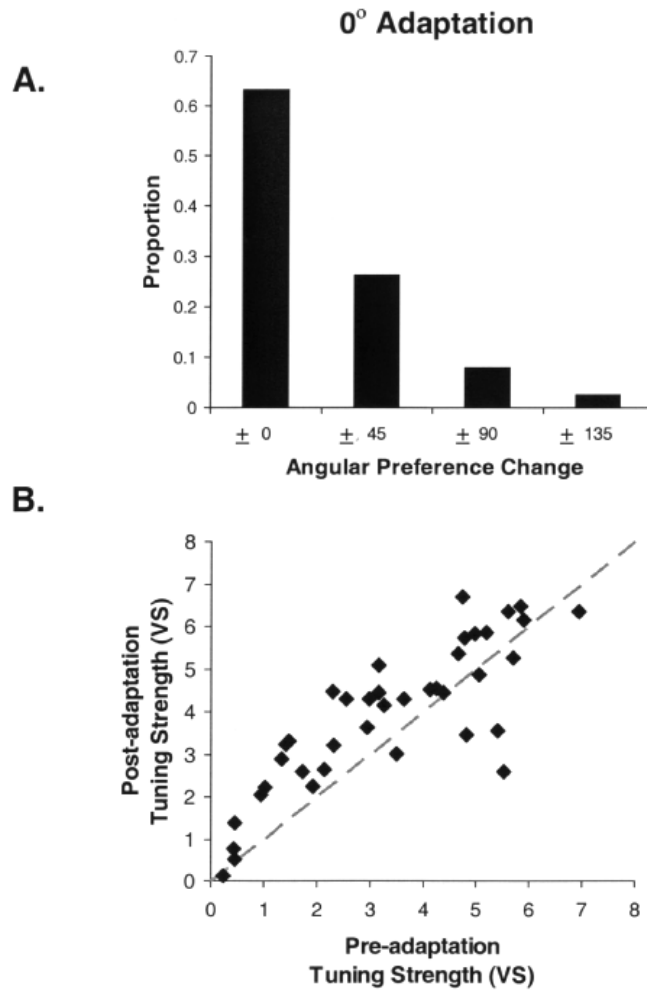 0° Adaptation
A.
0.7
0.6
0.5
0.4
0.3
0.2
0.1
0
Proportion
± 0 ± 45 ± 90 ± 135
Angular Preference Change
B.
8
7
6
5
4
3
2
1
0
Post-adaptation
Tuning Strength (VS)
0 1 2 3 4 5 6 7 8
Pre-adaptation
Tuning Strength (VS)